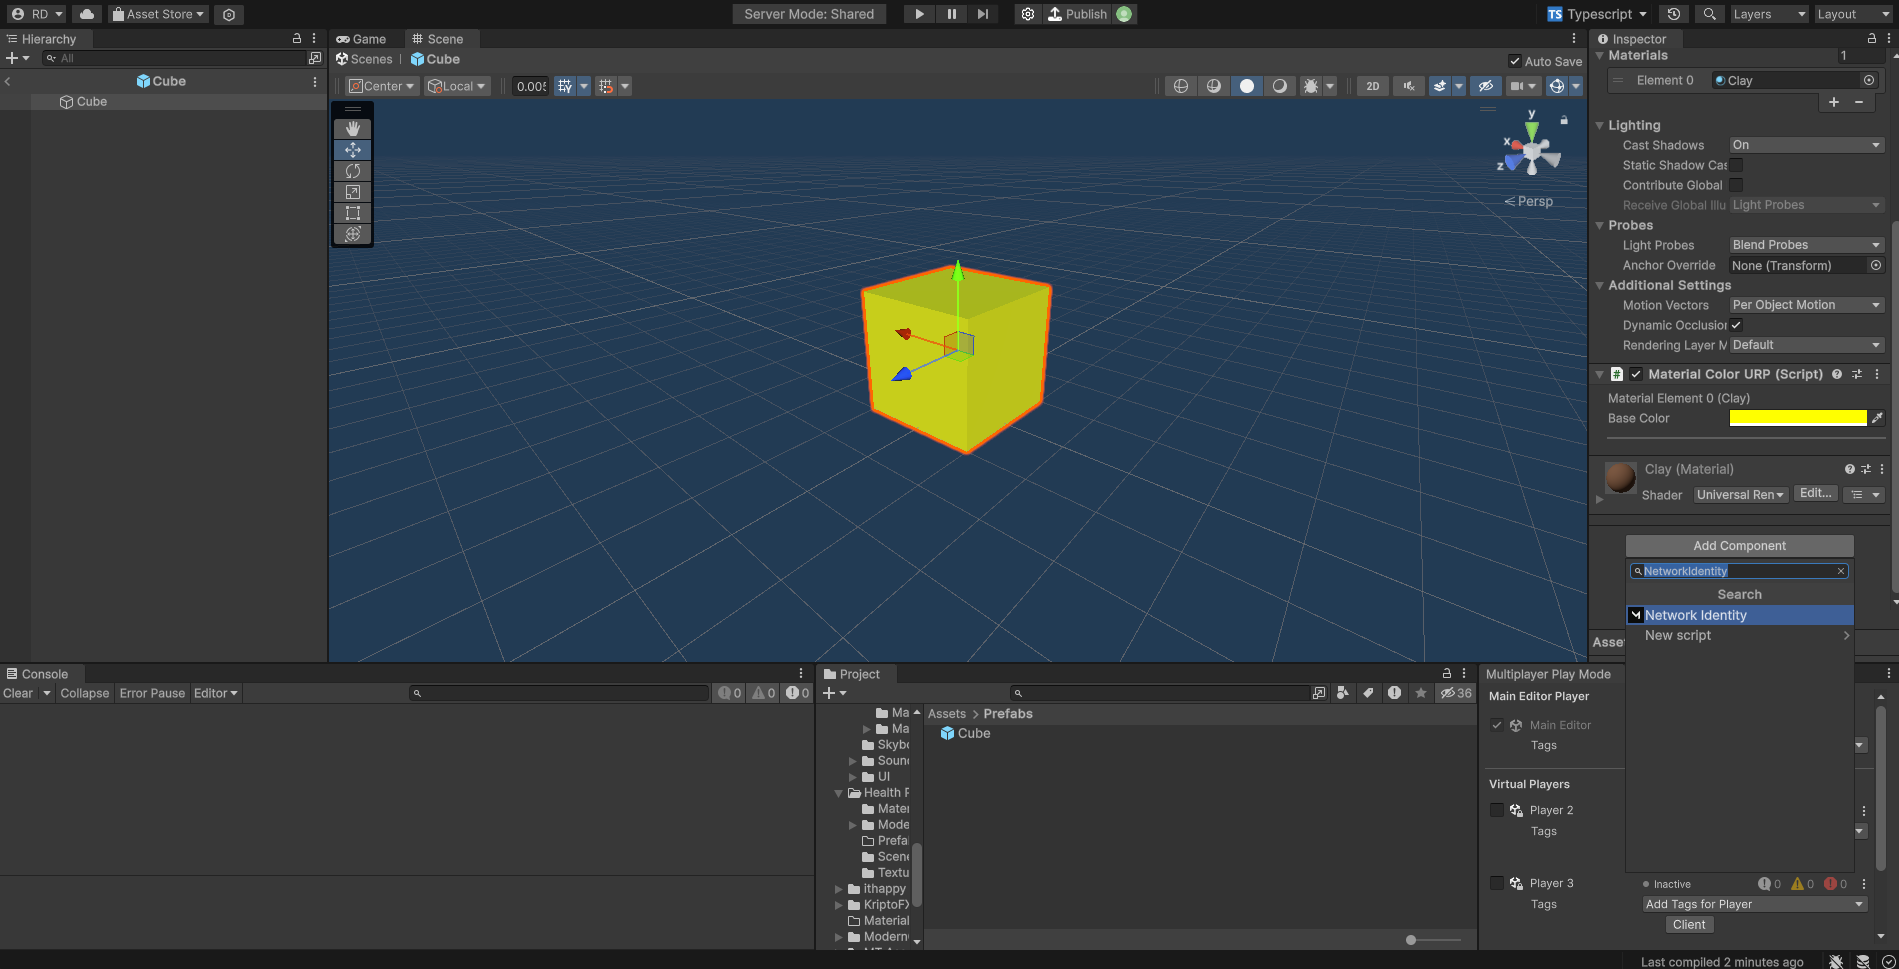 RD
Asset Store
Server Mode: Shared
Publish
TS Typescript
Layers
Layout
Hierarchy
All
Cube
Cube
Game
Scene
Scenes | Cube
Auto Save
Center
Local
0.005
2D
y
x
z
Persp
Inspector
Materials
1
Element 0
Clay
Lighting
Cast Shadows
On
Static Shadow Cas
Contribute Global
Receive Global Illu
Light Probes
Probes
Light Probes
Blend Probes
Anchor Override
None (Transform)
Additional Settings
Motion Vectors
Per Object Motion
Dynamic Occlusion
Rendering Layer M
Default
# Material Color URP (Script)
Material Element 0 (Clay)
Base Color
Clay (Material)
Shader
Universal Ren
Edit...
Add Component
NetworkIdentity
Search
Network Identity
New script
Asse
Console
Clear
Collapse
Error Pause
Editor
0
0
0
Project
36
Ma
Ma
Skybo
Sound
UI
Health P
Mater
Mode
Prefa
Scene
Textu
ithappy
KriptoFX
Material
Modern
Assets > Prefabs
Cube
Multiplayer Play Mode
Main Editor Player
Main Editor
Tags
Virtual Players
Player 2
Tags
Player 3
Inactive
0
0
0
Tags
Add Tags for Player
Client
Last compiled 2 minutes ago